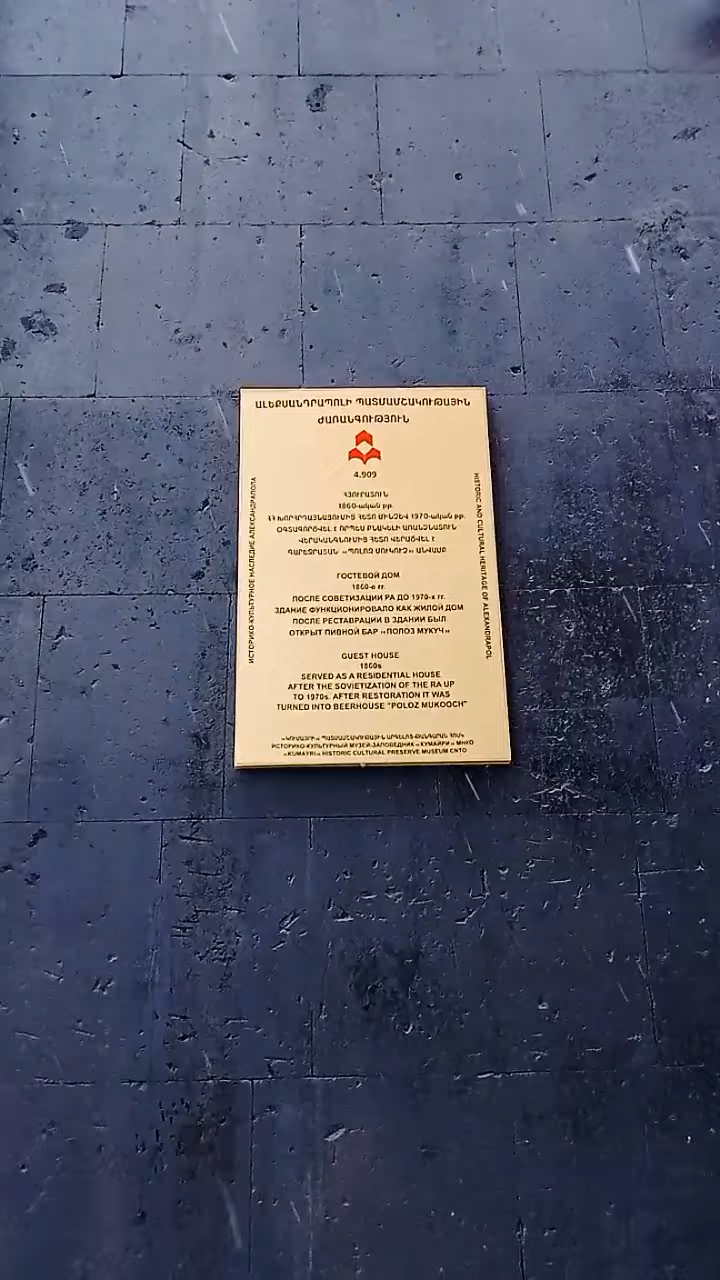 ԱԼԵՔՍԱՆԴՐԱՊՈԼԻ ՊԱՏՄԱՄՇԱԿՈՒԹԱՅԻՆ
ԺԱՌԱՆԳՈՒԹՅՈՒՆ
4.909
ИСТОРИКО-КУЛЬТУРНОЕ НАСЛЕДИЕ АЛЕКСАНДРАПОЛА
HISTORIC AND CULTURAL HERITAGE OF ALEXANDRAPOL
ՀՅՈՒՐԱՏՈՒՆ
1860-ական թթ.
ՀՀ ԽՈՐՀՐԴԱՅՆԱՑՈՒՄԻՑ ՀԵՏՈ ՄԻՆՉԵՎ 1970-ական թթ.
ՕԳՏԱԳՈՐԾՎԵԼ Է ՈՐՊԵՍ ԲՆԱԿԵԼԻ ԱՌԱՆՁՆԱՏՈՒՆ
ՎԵՐԱԿԱՆԳՆՈՒՄԻՑ ՀԵՏՈ ՎԵՐԱԾՎԵԼ Է
ԳԱՐԵՋՐԱՏԱՆ «ՊՈԼՈԶ ՄՈՒԿՈՒՉ» ԱՆՎԱՄԲ
ГОСТЕВОЙ ДОМ
1860-е гг.
ПОСЛЕ СОВЕТИЗАЦИИ РА ДО 1970-х гг.
ЗДАНИЕ ФУНКЦИОНИРОВАЛО КАК ЖИЛОЙ ДОМ
ПОСЛЕ РЕСТАВРАЦИИ В ЗДАНИИ БЫЛ
ОТКРЫТ ПИВНОЙ БАР «ПОЛОЗ МУКУЧ»
GUEST HOUSE
1860s
SERVED AS A RESIDENTIAL HOUSE
AFTER THE SOVIETIZATION OF THE RA UP
TO 1970s. AFTER RESTORATION IT WAS
TURNED INTO BEERHOUSE "POLOZ MUKOOCH"
«ԿՈՒՄԱՅՐԻ» ՊԱՏՄԱՄՇԱԿՈՒԹԱՅԻՆ ԱՐԳԵԼՈՑ-ԹԱՆԳԱՐԱՆ ՊՈԱԿ
ИСТОРИКО-КУЛЬТУРНЫЙ МУЗЕЙ-ЗАПОВЕДНИК «КУМАЙРИ» МНКО
«KUMAYRI» HISTORIC CULTURAL PRESERVE MUSEUM CNTO